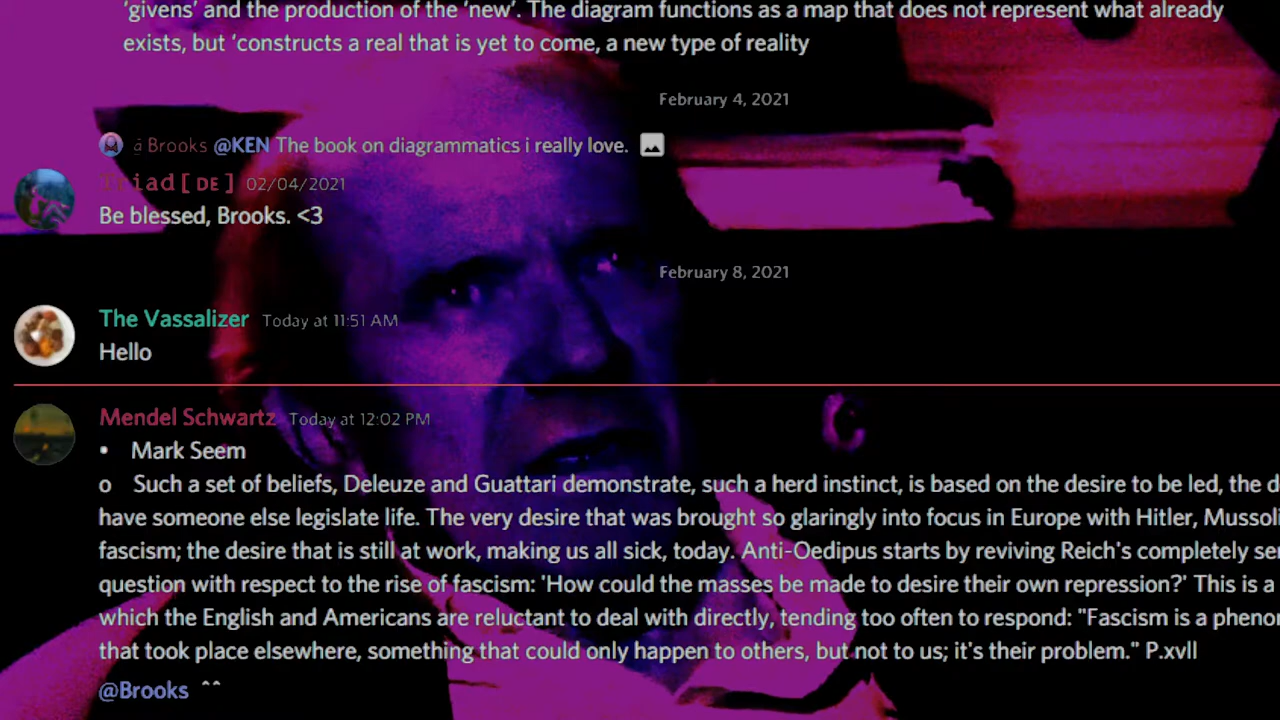 ‘givens’ and the production of the ‘new’. The diagram functions as a map that does not represent what already
exists, but ‘constructs a real that is yet to come, a new type of reality
February 4, 2021
Brooks @KEN The book on diagrammatics i really love.
Triad[DE] 02/04/2021
Be blessed, Brooks. <3
February 8, 2021
The Vassalizer Today at 11:51 AM
Hello
Mendel Schwartz Today at 12:02 PM
• Mark Seem
o Such a set of beliefs, Deleuze and Guattari demonstrate, such a herd instinct, is based on the desire to be led, the d
have someone else legislate life. The very desire that was brought so glaringly into focus in Europe with Hitler, Mussoli
fascism; the desire that is still at work, making us all sick, today. Anti-Oedipus starts by reviving Reich's completely se
question with respect to the rise of fascism: 'How could the masses be made to desire their own repression?' This is a
which the English and Americans are reluctant to deal with directly, tending too often to respond: "Fascism is a pheno
that took place elsewhere, something that could only happen to others, but not to us; it's their problem." P.xvll
@Brooks ^^